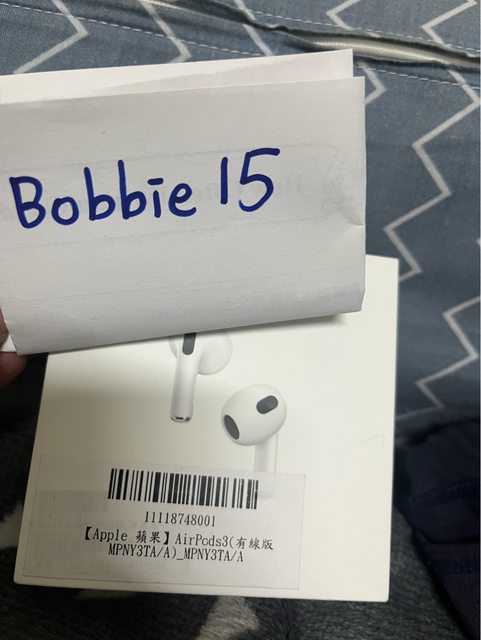 Bobbie 15
11118748001
【Apple 蘋果】AirPods3(有線版
MPNY3TA/A)_MPNY3TA/A